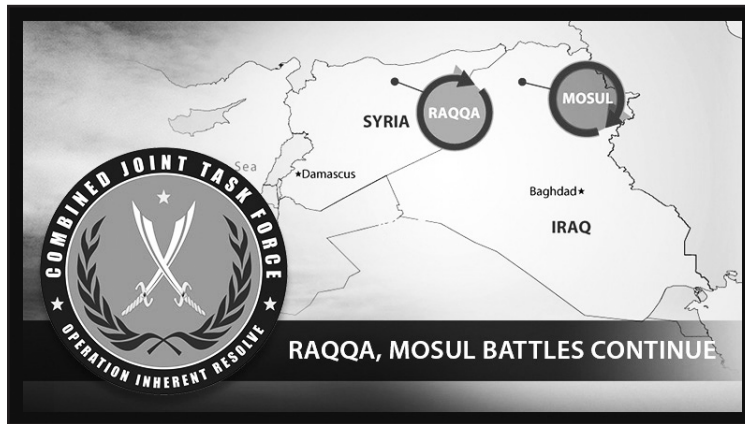 RAQQA
MOSUL
SYRIA
Sea
Damascus
Baghdad
IRAQ
COMBINED JOINT TASK FORCE
OPERATION INHERENT RESOLVE
RAQQA, MOSUL BATTLES CONTINUE